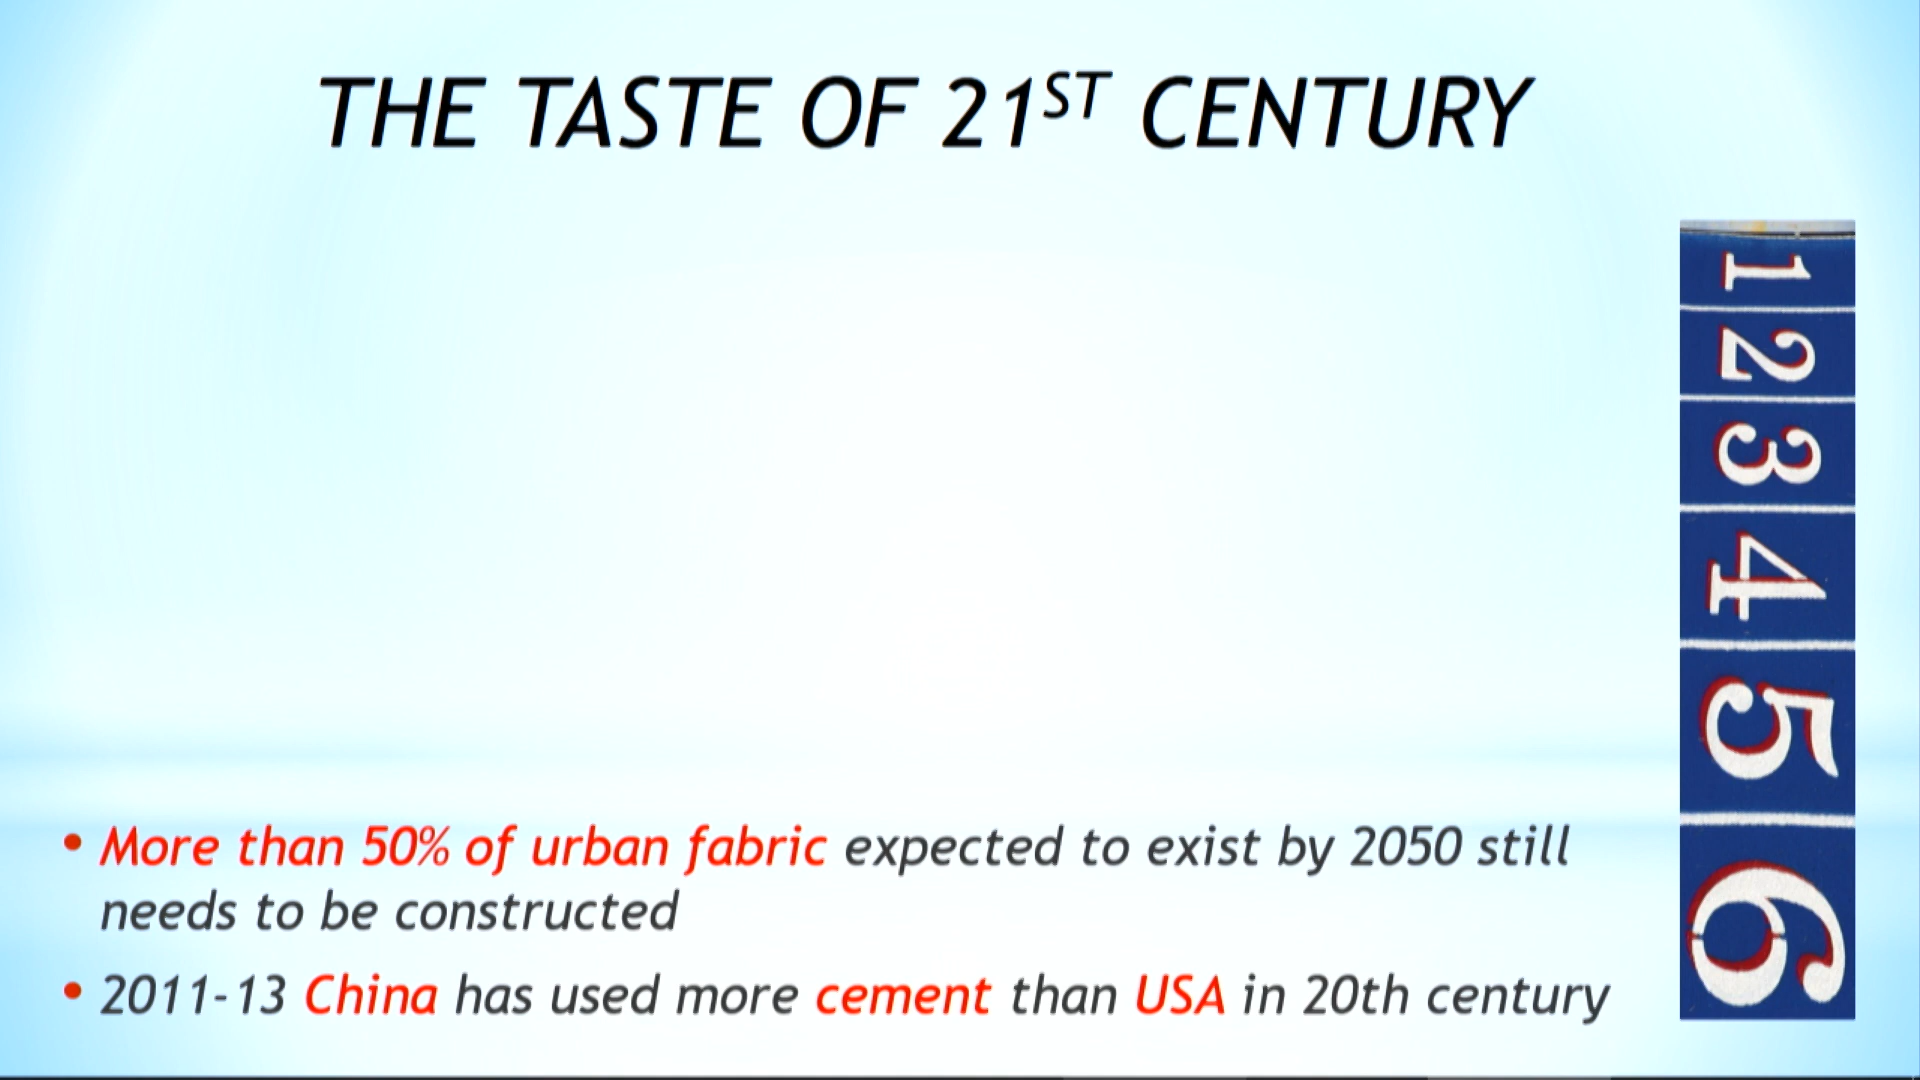 THE TASTE OF 21ST CENTURY
1
2
3
4
5
6
• More than 50% of urban fabric expected to exist by 2050 still
needs to be constructed
• 2011-13 China has used more cement than USA in 20th century